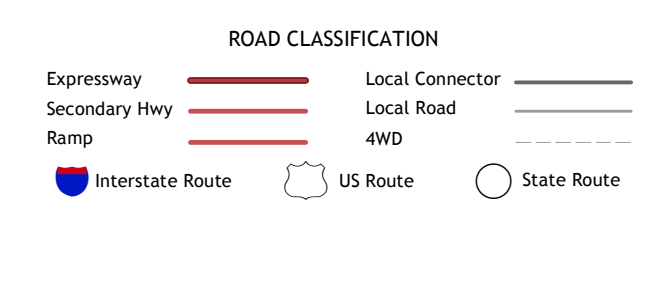 ROAD CLASSIFICATION
Expressway
Secondary Hwy
Ramp
Local Connector
Local Road
4WD
Interstate Route
US Route
State Route